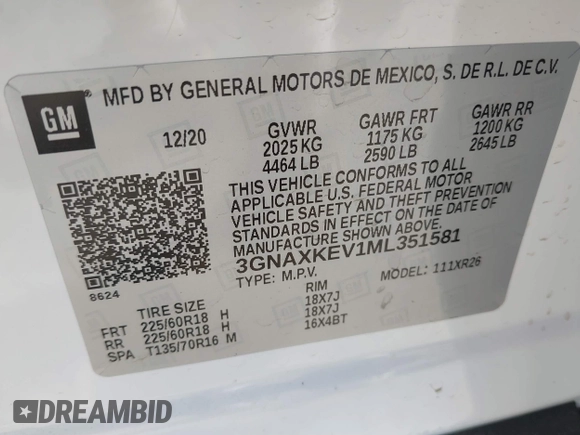 GM
MFD BY GENERAL MOTORS DE MEXICO, S. DE R.L. DE C.V.
12/20 GVWR GAWR FRT GAWR RR
2025 KG 1175 KG 1200 KG
4464 LB 2590 LB 2645 LB
THIS VEHICLE CONFORMS TO ALL
APPLICABLE U.S. FEDERAL MOTOR
VEHICLE SAFETY AND THEFT PREVENTION
STANDARDS IN EFFECT ON THE DATE OF
MANUFACTURE SHOWN ABOVE.
3GNAXKEV1ML351581
TYPE: M.P.V. MODEL: 111XR26
8624
TIRE SIZE RIM
FRT 225/60R18 H 18X7J
RR 225/60R18 H 18X7J
SPA T135/70R16 M 16X4BT
DREAMBID